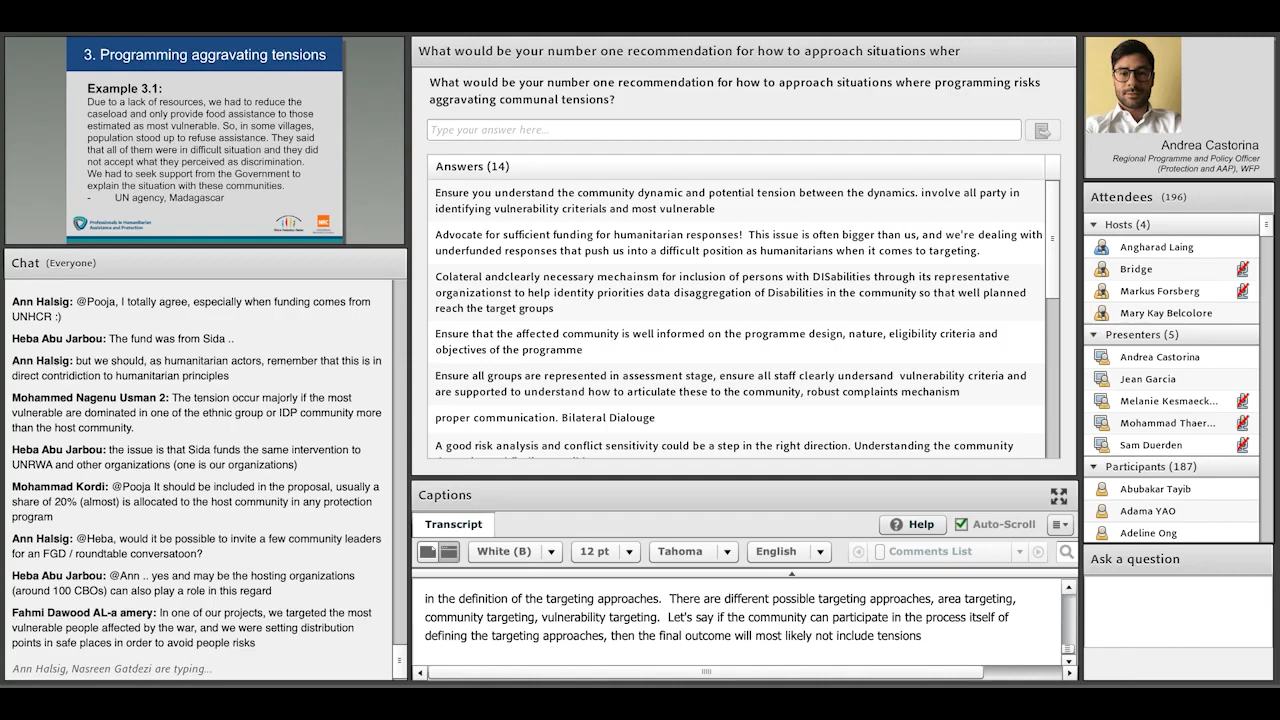 3. Programming aggravating tensions
Example 3.1:
Due to a lack of resources, we had to reduce the
caseload and only provide food assistance to those
estimated as most vulnerable. So, in some villages,
population stood up to refuse assistance. They said
that all of them were in difficult situation and they did
not accept what they perceived as discrimination.
We had to seek support from the Government to
explain the situation with these communities.
- UN agency, Madagascar
Professionals in Humanitarian
Assistance and Protection
NRC
Chat (Everyone)
Ann Halsig: @Pooja, I totally agree, especially when funding comes from
UNHCR :)
Heba Abu Jarbou: The fund was from Sida ..
Ann Halsig: but we should, as humanitarian actors, remember that this is in
direct contridiction to humanitarian principles
Mohammed Nagenu Usman 2: The tension occur majorly if the most
vulnerable are dominated in one of the ethnic group or IDP community more
than the host community.
Heba Abu Jarbou: the issue is that Sida funds the same intervention to
UNRWA and other organizations (one is our organizations)
Mohammad Kordi: @Pooja It should be included in the proposal, usually a
share of 20% (almost) is allocated to the host community in any protection
program
Ann Halsig: @Heba, would it be possible to invite a few community leaders
for an FGD / roundtable conversatoon?
Heba Abu Jarbou: @Ann .. yes and may be the hosting organizations
(around 100 CBOs) can also play a role in this regard
Fahmi Dawood AL-a amery: In one of our projects, we targeted the most
vulnerable people affected by the war, and we were setting distribution
points in safe places in order to avoid people risks
Ann Halsig, Nasreen Gatdezi are typing...
What would be your number one recommendation for how to approach situations wher
What would be your number one recommendation for how to approach situations where programming risks
aggravating communal tensions?
Type your answer here...
Answers (14)
Ensure you understand the community dynamic and potential tension between the dynamics. involve all party in
identifying vulnerability criterials and most vulnerable
Advocate for sufficient funding for humanitarian responses! This issue is often bigger than us, and we're dealing with
underfunded responses that push us into a difficult position as humanitarians when it comes to targeting.
Colateral andclearly necessary mechainsm for inclusion of persons with DISabilities through its representative
organizationst to help identity priorities data disaggregation of Disabilities in the community so that well planned
reach the target groups
Ensure that the affected community is well informed on the programme design, nature, eligibility criteria and
objectives of the programme
Ensure all groups are represented in assessment stage, ensure all staff clearly undersand vulnerability criteria and
are supported to understand how to articulate these to the community, robust complaints mechanism
proper communication. Bilateral Dialouge
A good risk analysis and conflict sensitivity could be a step in the right direction. Understanding the community
Captions
Transcript
Help
Auto-Scroll
White (B)
12 pt
Tahoma
English
Comments List
in the definition of the targeting approaches. There are different possible targeting approaches, area targeting,
community targeting, vulnerability targeting. Let's say if the community can participate in the process itself of
defining the targeting approaches, then the final outcome will most likely not include tensions
Andrea Castorina
Regional Programme and Policy Officer
(Protection and AAP), WFP
Attendees (196)
Hosts (4)
Angharad Laing
Bridge
Markus Forsberg
Mary Kay Belcolore
Presenters (5)
Andrea Castorina
Jean Garcia
Melanie Kesmaeck...
Mohammad Thaer...
Sam Duerden
Participants (187)
Abubakar Tayib
Adama YAO
Adeline Ong
Ask a question